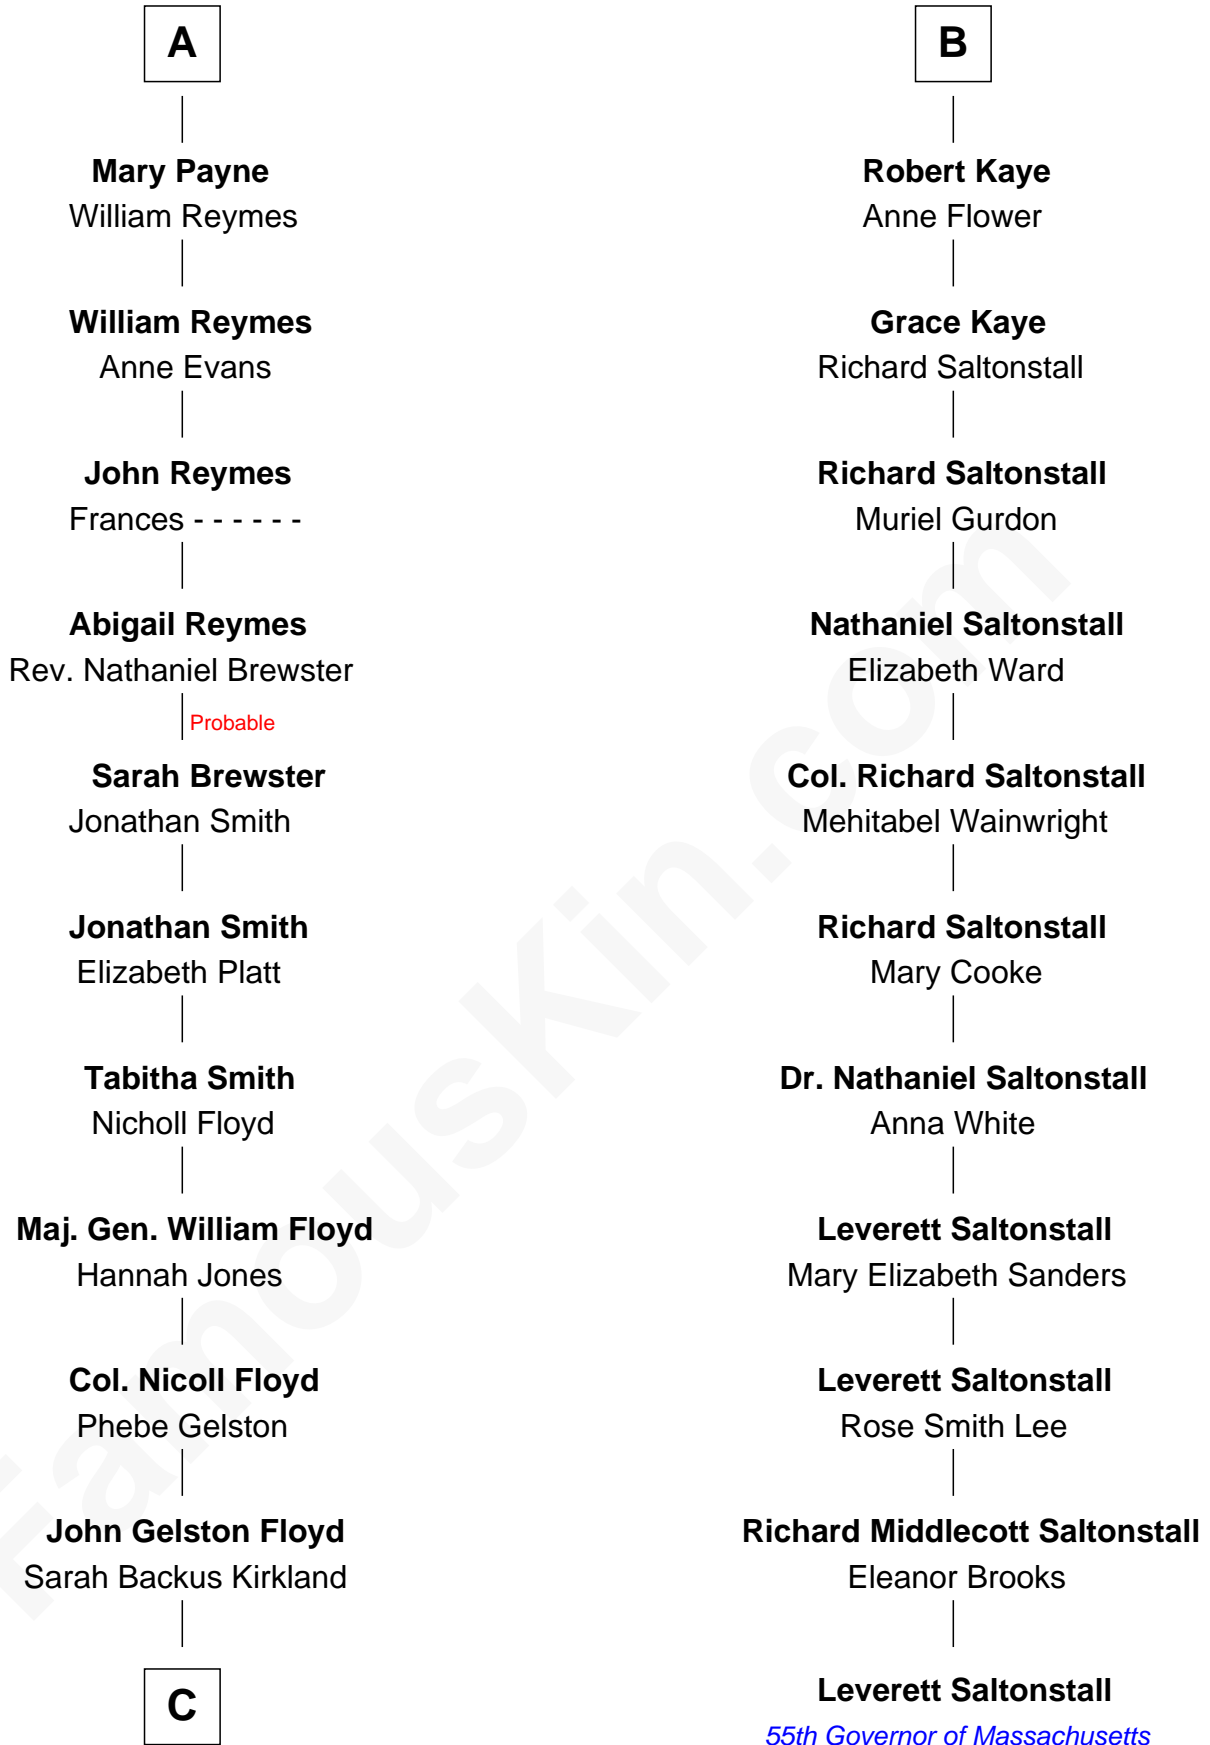 A
Mary Payne
William Reymes
William Reymes
Anne Evans
John Reymes
Frances - - - - - -
Abigail Reymes
Rev. Nathaniel Brewster
Probable
Sarah Brewster
Jonathan Smith
Jonathan Smith
Elizabeth Platt
Tabitha Smith
Nicholl Floyd
Maj. Gen. William Floyd
Hannah Jones
Col. Nicoll Floyd
Phebe Gelston
John Gelston Floyd
Sarah Backus Kirkland
C
B
Robert Kaye
Anne Flower
Grace Kaye
Richard Saltonstall
Richard Saltonstall
Muriel Gurdon
Nathaniel Saltonstall
Elizabeth Ward
Col. Richard Saltonstall
Mehitabel Wainwright
Richard Saltonstall
Mary Cooke
Dr. Nathaniel Saltonstall
Anna White
Leverett Saltonstall
Mary Elizabeth Sanders
Leverett Saltonstall
Rose Smith Lee
Richard Middlecott Saltonstall
Eleanor Brooks
Leverett Saltonstall
55th Governor of Massachusetts
FamousKin.com